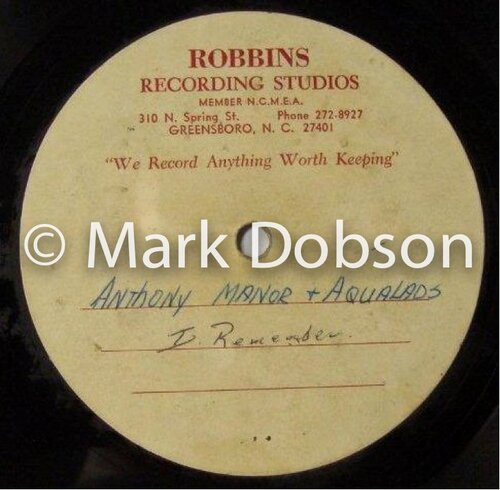 ROBBINS
RECORDING STUDIOS
MEMBER N.C.M.E.A.
310 N. Spring St. Phone 272-8927
GREENSBORO, N. C. 27401
"We Record Anything Worth Keeping"
© Mark Dobson
ANTHONY MANOR + AQUALADS
I Remember.